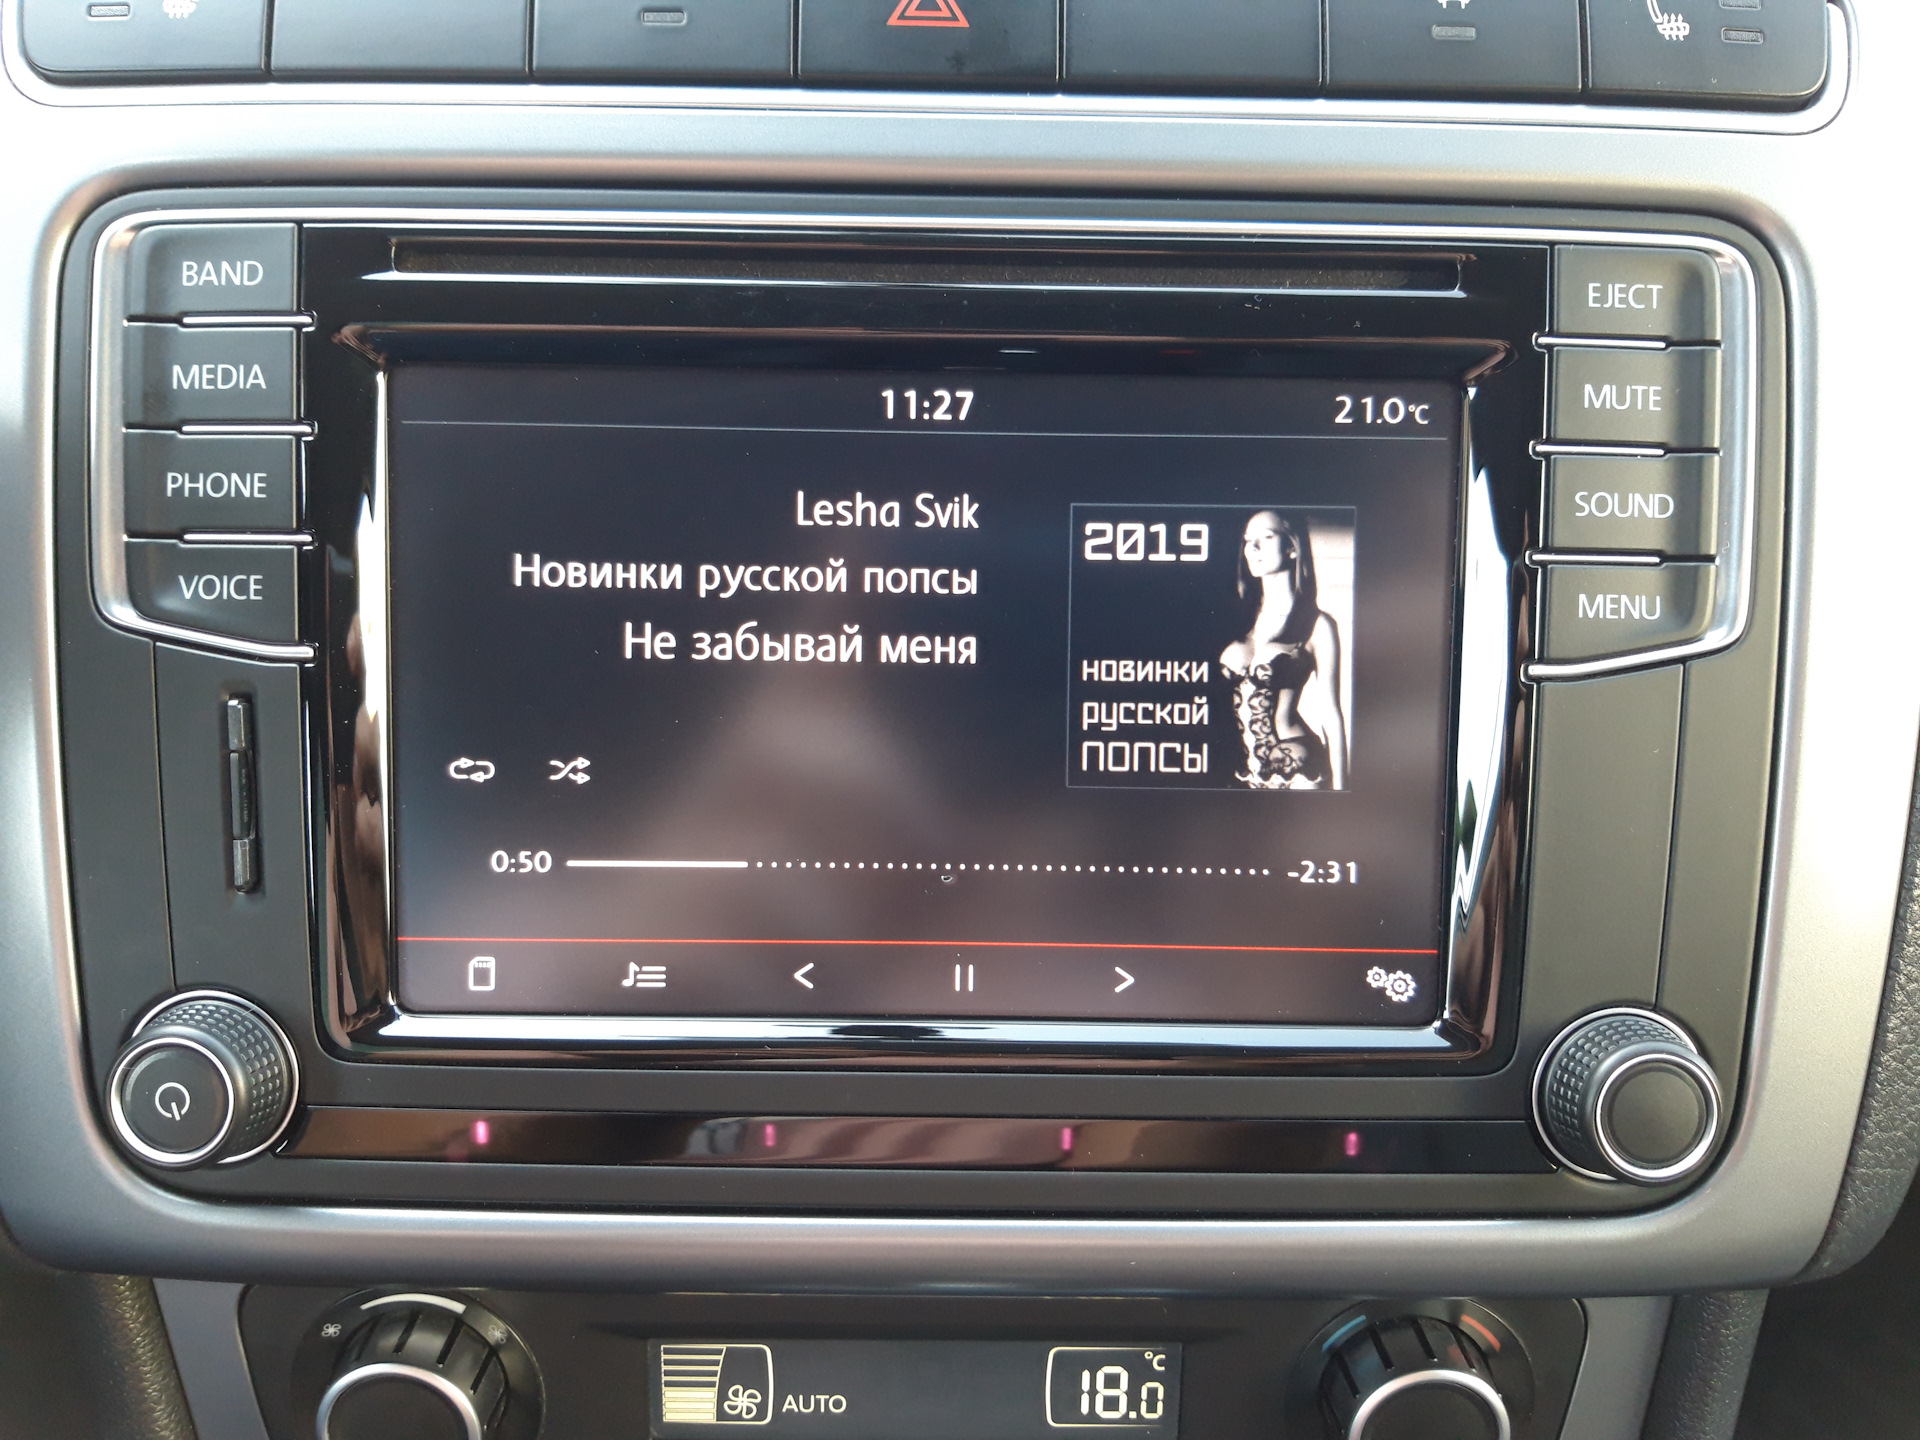 BAND
MEDIA
PHONE
VOICE
EJECT
MUTE
SOUND
MENU
11:27
21.0°C
Lesha Svik
Новинки русской попсы
Не забывай меня
2019
новинки
русской
попсы
0:50
-2:31
AUTO
18.0 °C